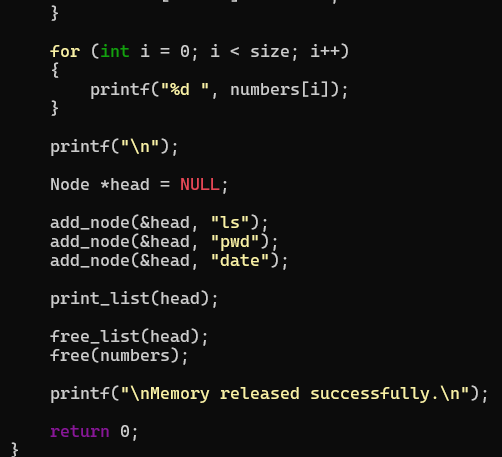 }
for (int i = 0; i < size; i++)
{
printf("%d ", numbers[i]);
}
printf("\n");
Node *head = NULL;
add_node(&head, "ls");
add_node(&head, "pwd");
add_node(&head, "date");
print_list(head);
free_list(head);
free(numbers);
printf("\nMemory released successfully.\n");
return 0;
}